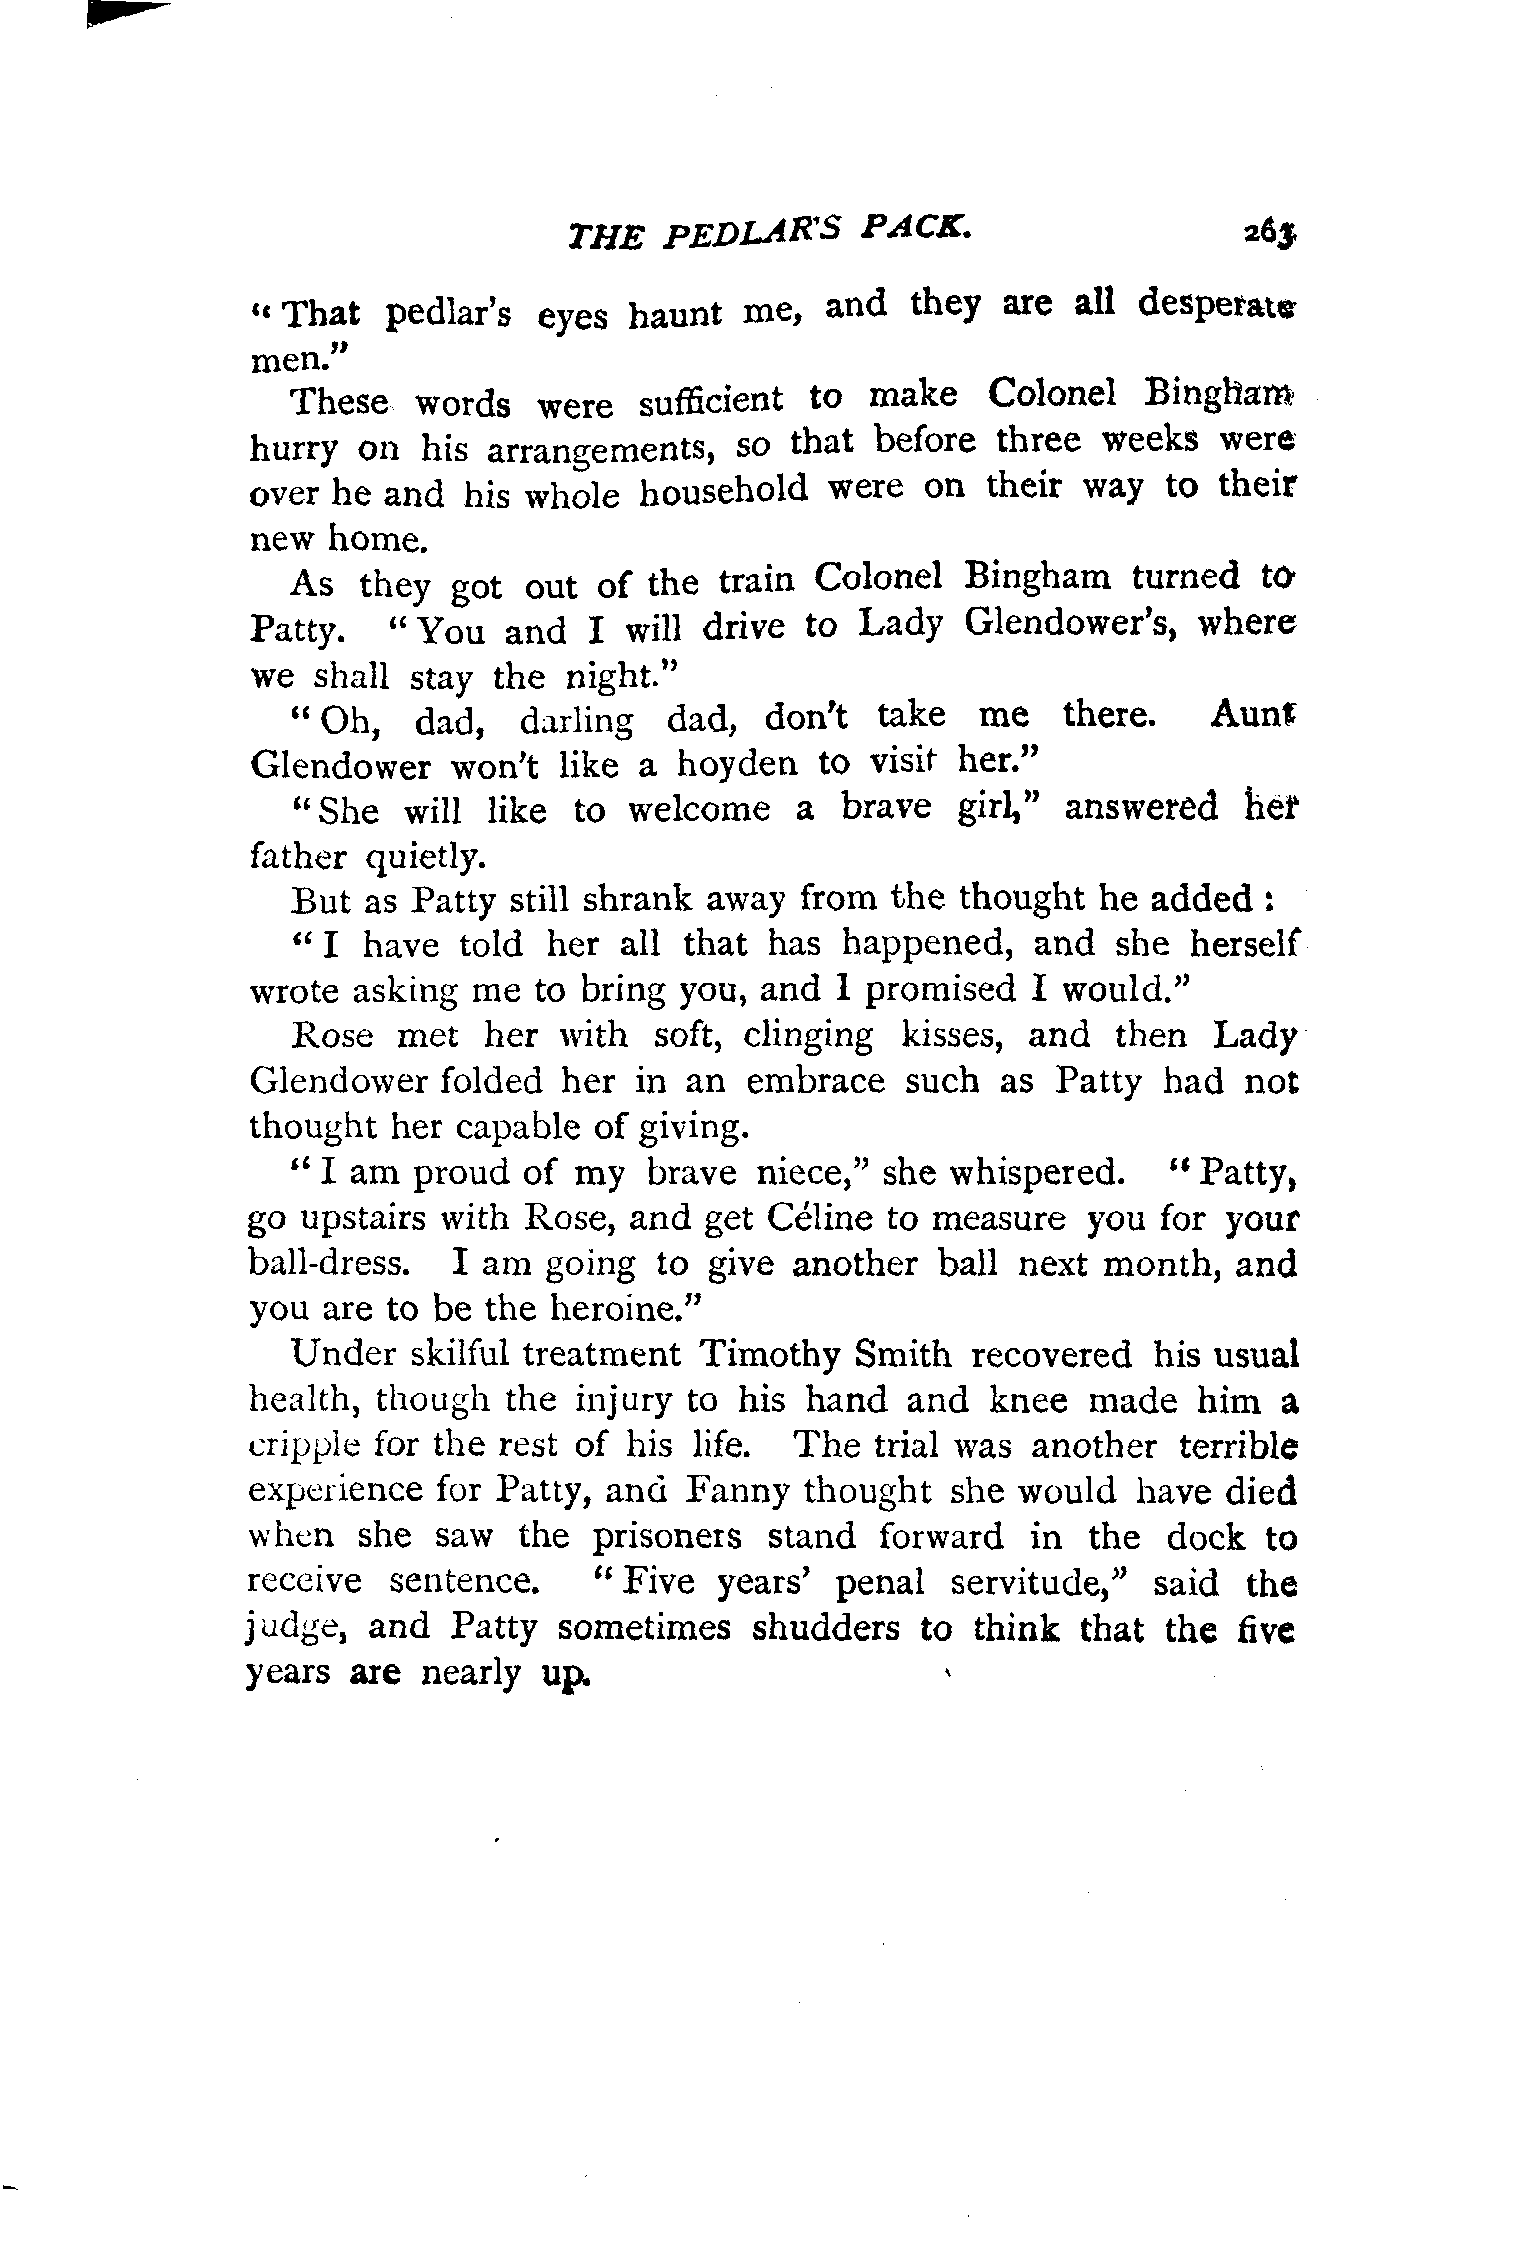 THE PEDLAR'S PACK. 263
“That pedlar's eyes haunt me, and they are all desperate
men.”
These words were sufficient to make Colonel Bingham
hurry on his arrangements, so that before three weeks were
over he and his whole household were on their way to their
new home.
As they got out of the train Colonel Bingham turned to
Patty. “You and I will drive to Lady Glendower's, where
we shall stay the night.”
“Oh, dad, darling dad, don't take me there. Aunt
Glendower won't like a hoyden to visit her.”
“She will like to welcome a brave girl,” answered her
father quietly.
But as Patty still shrank away from the thought he added :
“I have told her all that has happened, and she herself
wrote asking me to bring you, and I promised I would.”
Rose met her with soft, clinging kisses, and then Lady
Glendower folded her in an embrace such as Patty had not
thought her capable of giving.
“I am proud of my brave niece,” she whispered. “Patty,
go upstairs with Rose, and get Céline to measure you for your
ball-dress. I am going to give another ball next month, and
you are to be the heroine.”
Under skilful treatment Timothy Smith recovered his usual
health, though the injury to his hand and knee made him a
cripple for the rest of his life. The trial was another terrible
experience for Patty, and Fanny thought she would have died
when she saw the prisoners stand forward in the dock to
receive sentence. “Five years' penal servitude,” said the
judge, and Patty sometimes shudders to think that the five
years are nearly up.